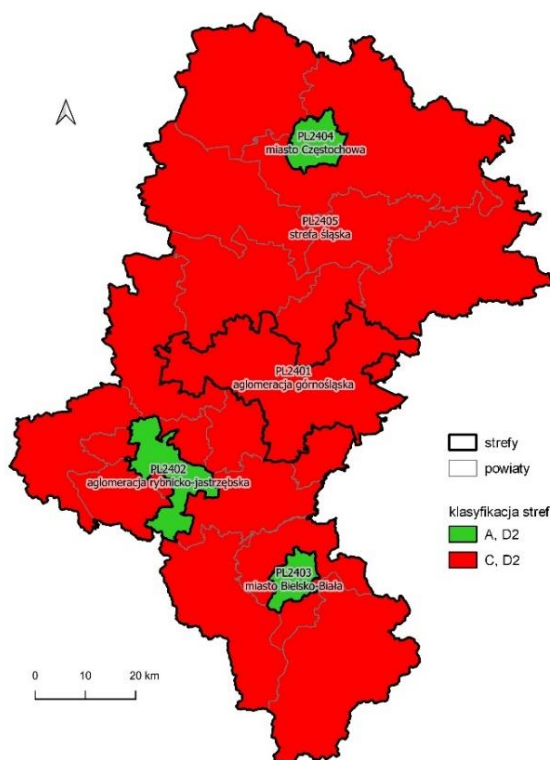 PL2404
miasto Częstochowa
PL2405
strefa śląska
PL2401
aglomeracja górnośląska
PL2402
aglomeracja rybnicko-jastrzębska
PL2403
miasto Bielsko-Biała
strefy
powiaty
klasyfikacja stref
A, D2
C, D2
0 10 20 km